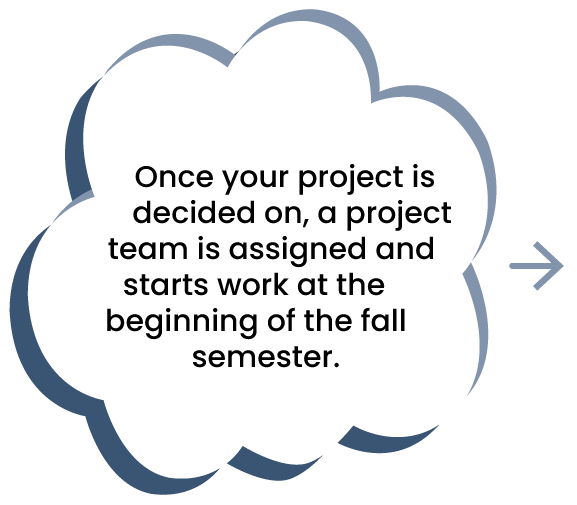 Once your project is
decided on, a project
team is assigned and
starts work at the
beginning of the fall
semester.